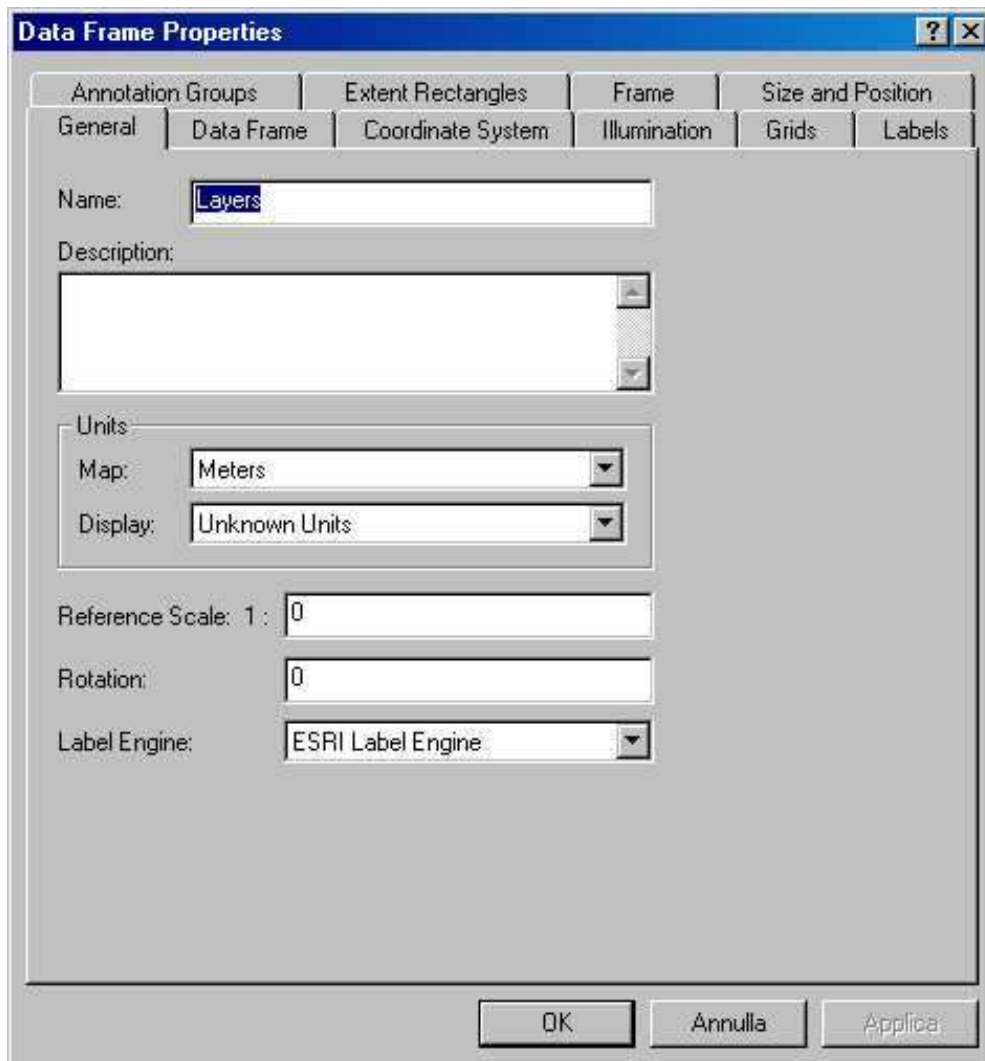 Data Frame Properties
Annotation Groups Extent Rectangles Frame Size and Position
General Data Frame Coordinate System Illumination Grids Labels
Name: Layers
Description:
Units
Map: Meters
Display: Unknown Units
Reference Scale: 1 : 0
Rotation: 0
Label Engine: ESRI Label Engine
OK Annulla Applica